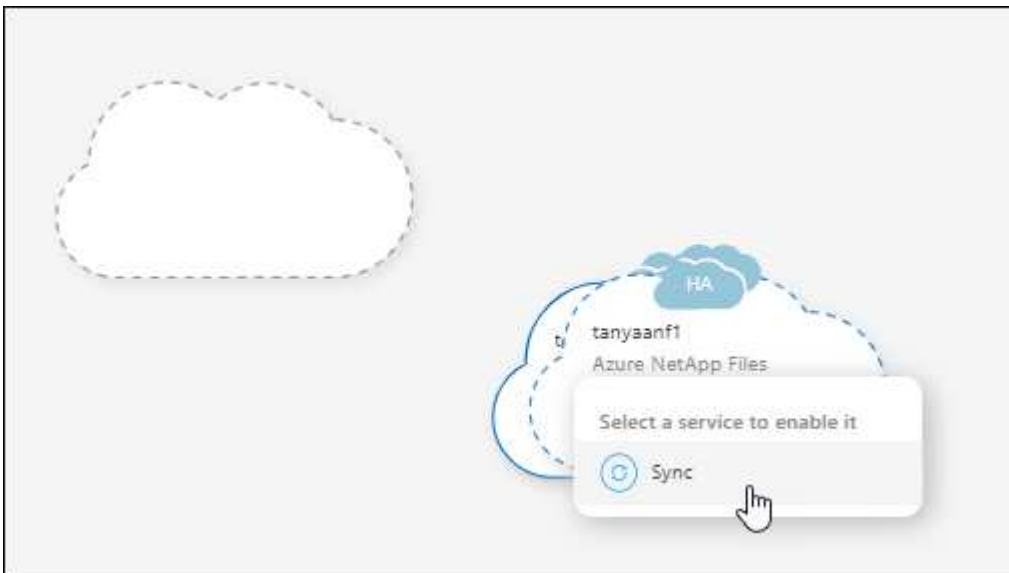 HA
tanyaanf1
Azure NetApp Files
Select a service to enable it
Sync